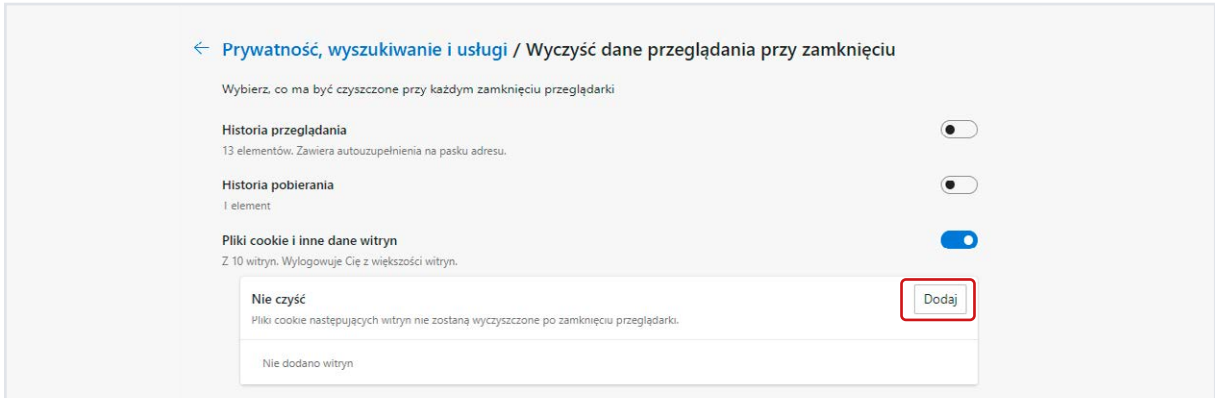 Prywatność, wyszukiwanie i usługi / Wyczyść dane przeglądania przy zamknięciu
Wybierz, co ma być czyszczone przy każdym zamknięciu przeglądarki
Historia przeglądania
13 elementów. Zawiera autouzupełnienia na pasku adresu.
Historia pobierania
1 element
Pliki cookie i inne dane witryn
Z 10 witryn. Wylogowuje Cię z większości witryn.
Nie czyść
Dodaj
Pliki cookie następujących witryn nie zostaną wyczyszczone po zamknięciu przeglądarki.
Nie dodano witryn